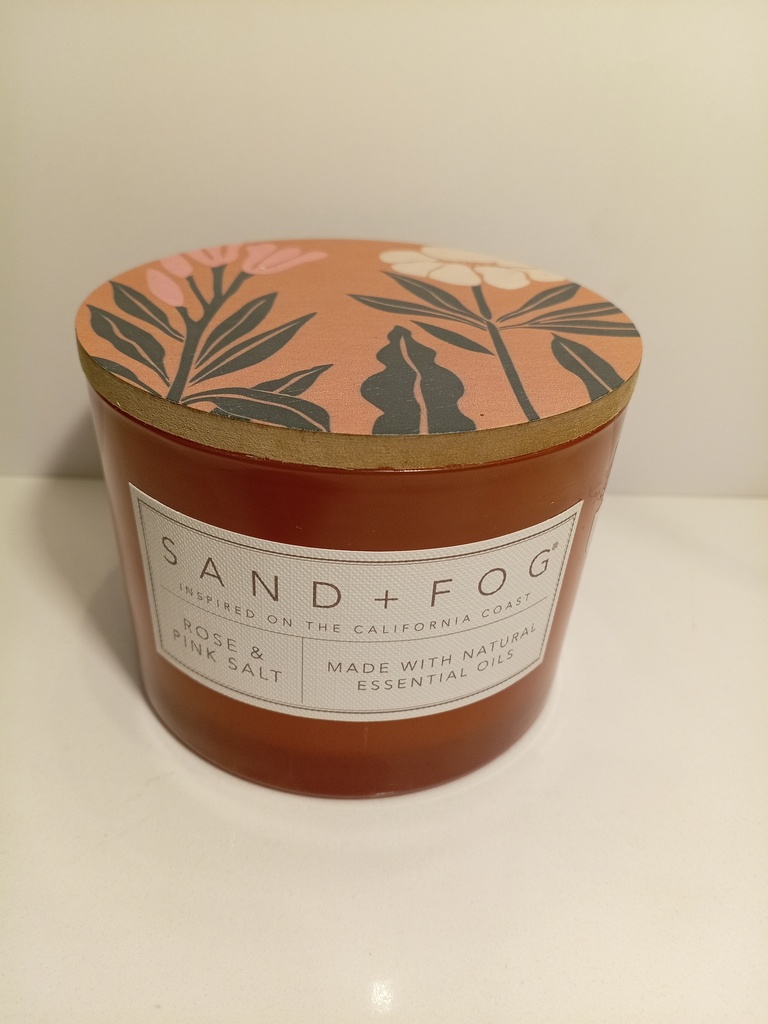 SAND + FOG®
INSPIRED ON THE CALIFORNIA COAST
ROSE &
PINK SALT
MADE WITH NATURAL
ESSENTIAL OILS